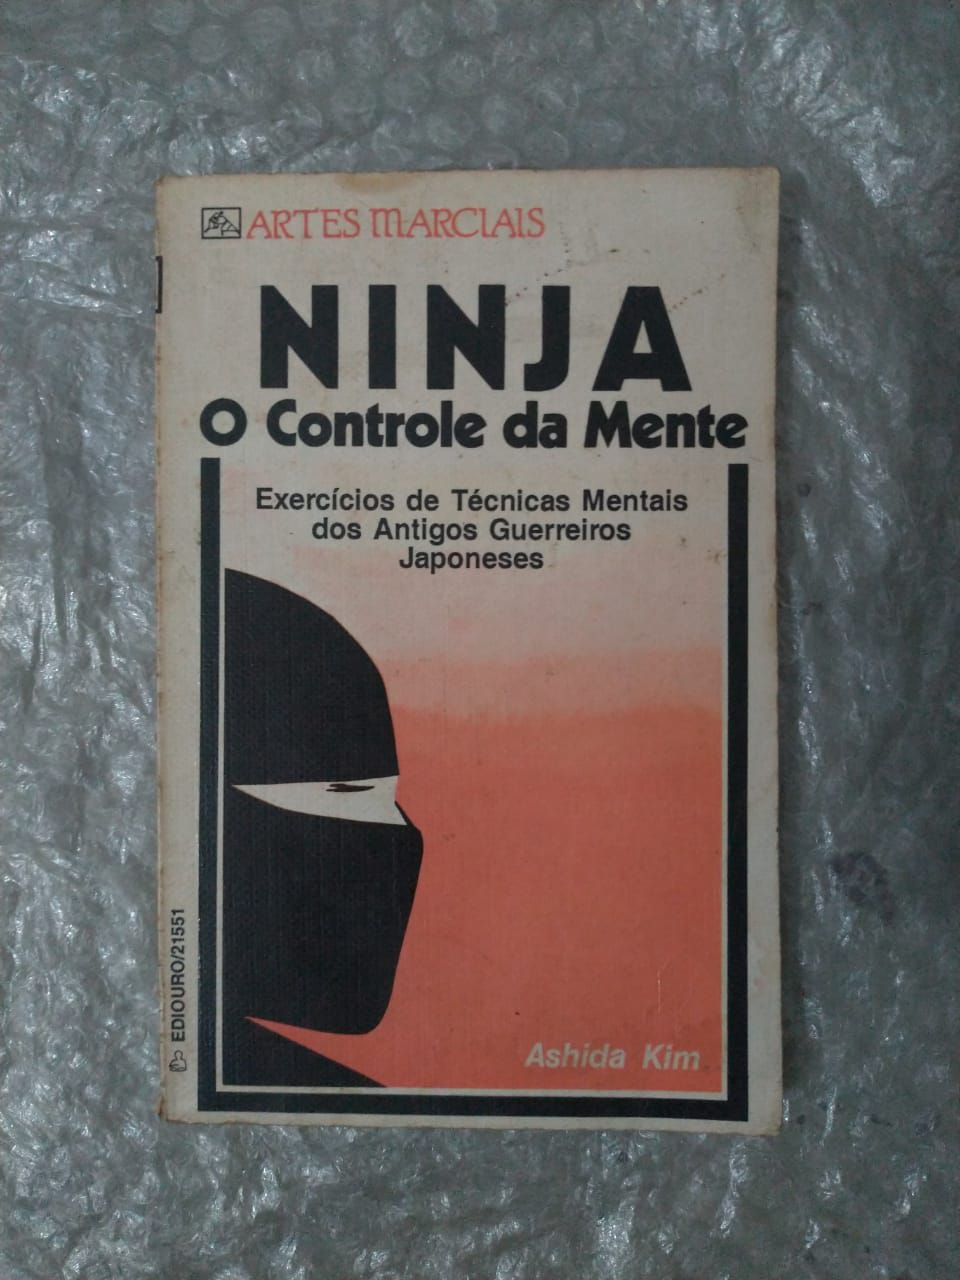 ARTES MARCIAIS
NINJA
O Controle da Mente
Exercícios de Técnicas Mentais
dos Antigos Guerreiros
Japoneses
EDIOURO/21551
Ashida Kim